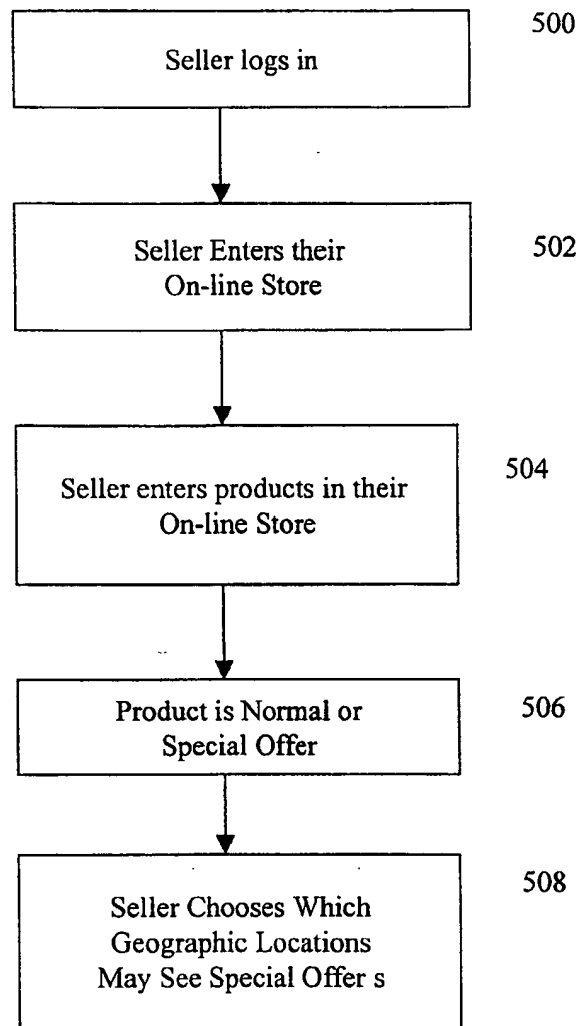 500
Seller logs in
502
Seller Enters their
On-line Store
504
Seller enters products in their
On-line Store
506
Product is Normal or
Special Offer
508
Seller Chooses Which
Geographic Locations
May See Special Offer s